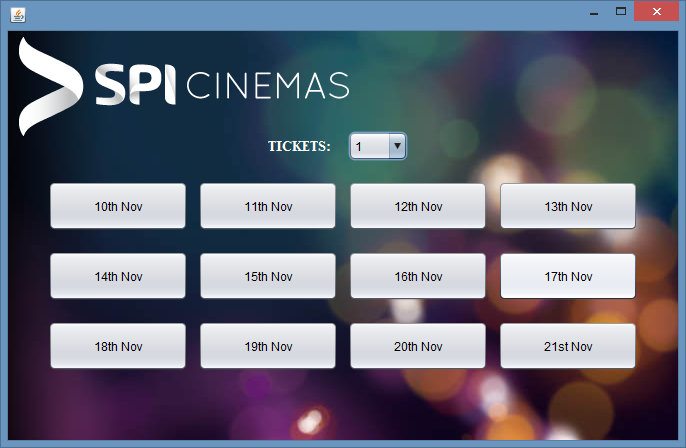 SPI CINEMAS
TICKETS: 1
10th Nov 11th Nov 12th Nov 13th Nov
14th Nov 15th Nov 16th Nov 17th Nov
18th Nov 19th Nov 20th Nov 21st Nov